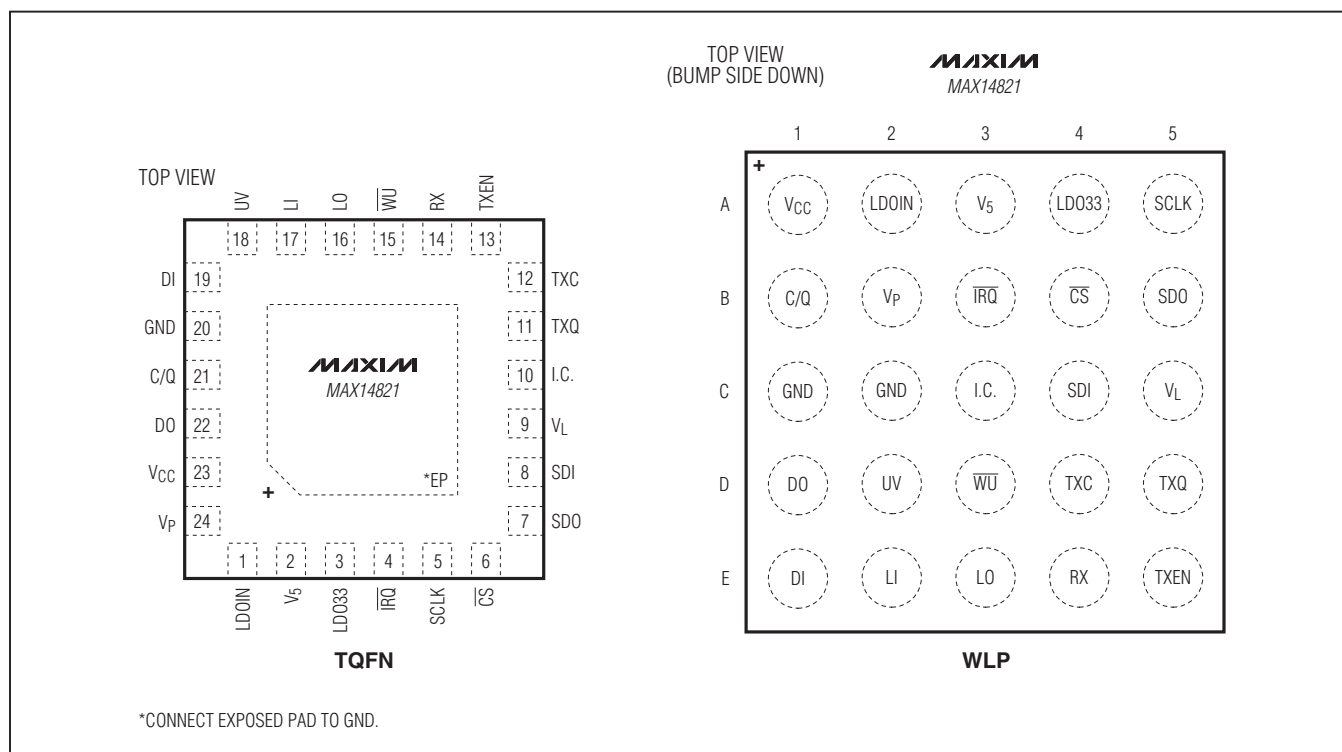 TOP VIEW
(BUMP SIDE DOWN)
MAXIM
MAX14821
1 2 3 4 5
+
A VCC LDOIN V5 LDO33 SCLK
B C/Q VP IRQ CS SDO
C GND GND I.C. SDI VL
D DO UV WU TXC TXQ
E DI LI LO RX TXEN
WLP
TOP VIEW
UV LI LO WU RX TXEN
18 17 16 15 14 13
DI 19 12 TXC
GND 20 11 TXQ
C/Q 21 10 I.C.
DO 22 9 VL
VCC 23 8 SDI
VP 24 7 SDO
MAXIM
MAX14821
*EP
+
1 2 3 4 5 6
LDOIN V5 LDO33 IRQ SCLK CS
TQFN
*CONNECT EXPOSED PAD TO GND.